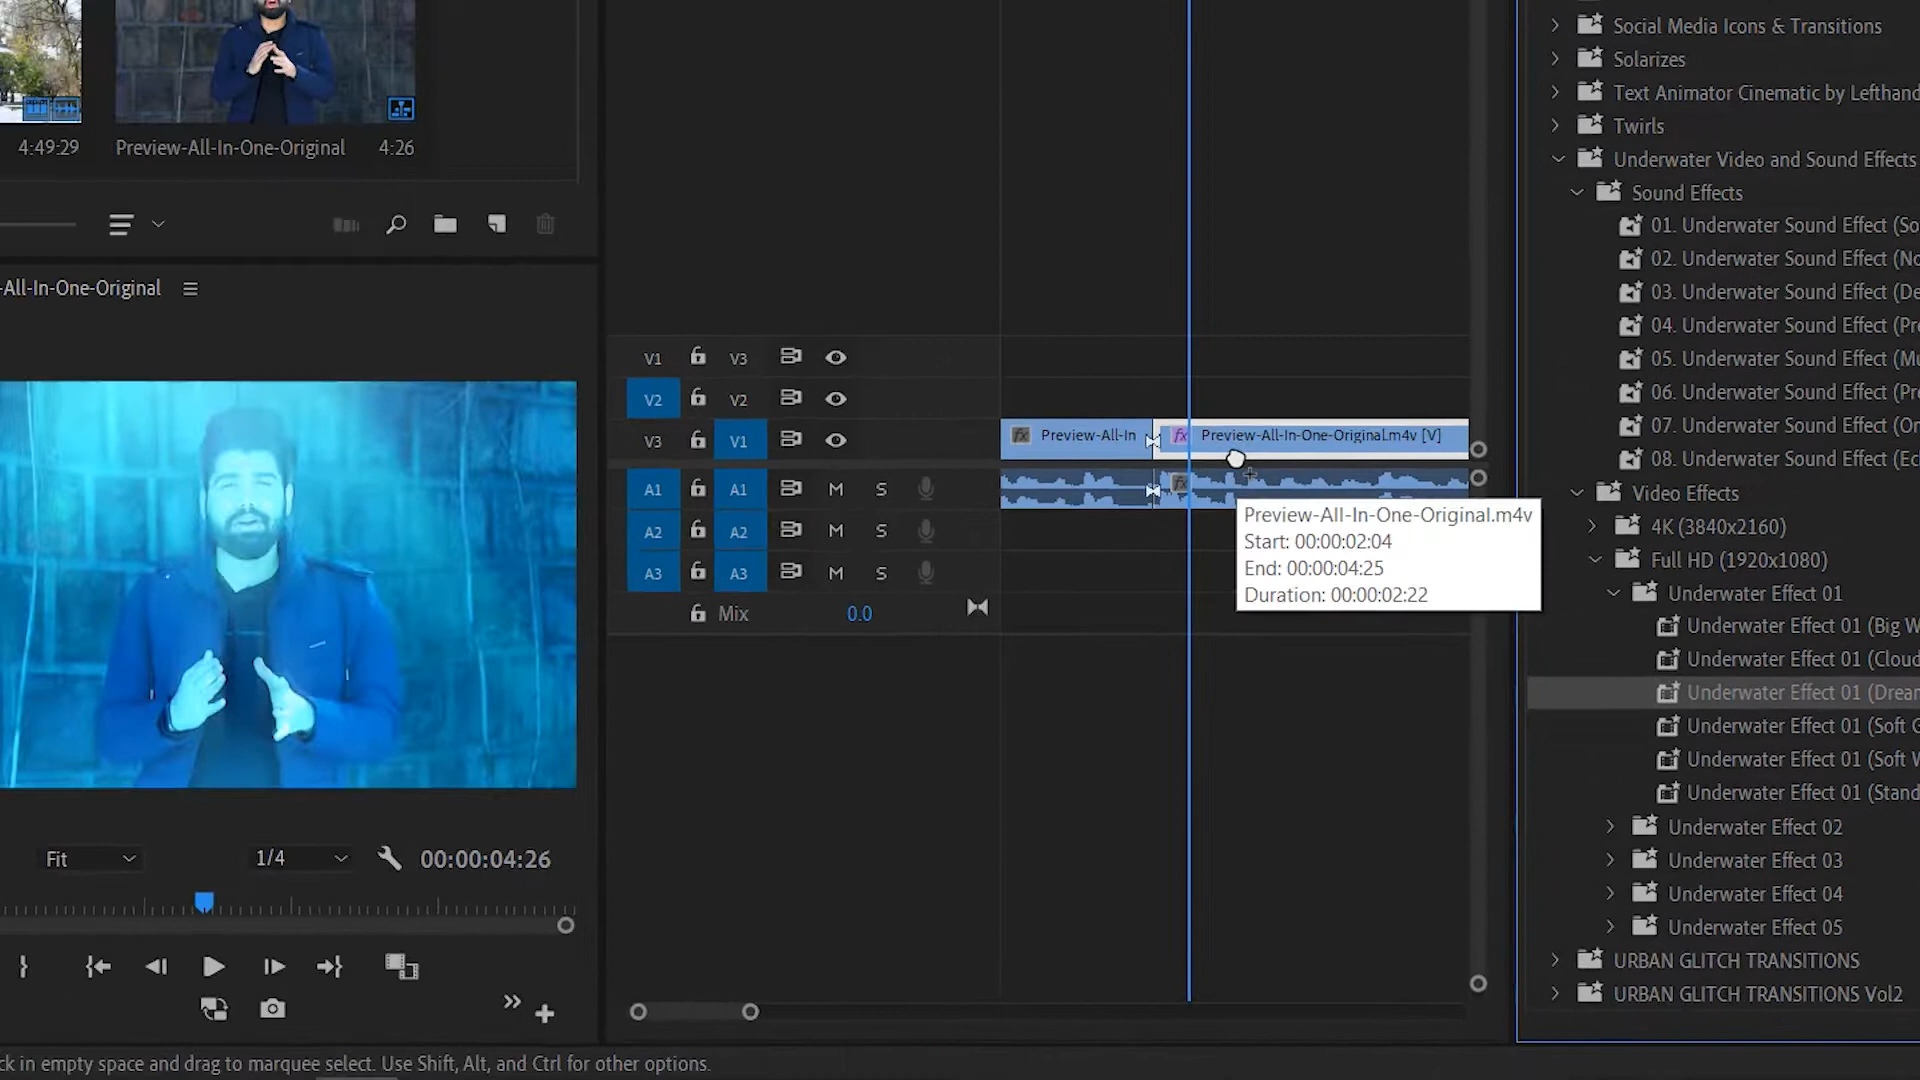 4:49:29
Preview-All-In-One-Original 4:26
-All-In-One-Original
Fit
1/4
00:00:04:26
V1 V3
V2 V2
V3 V1
A1 A1 M S
A2 A2 M S
A3 A3 M S
Mix 0.0
fx Preview-All-In
fx Preview-All-In-One-Original.m4v [V]
fx
Preview-All-In-One-Original.m4v
Start: 00:00:02:04
End: 00:00:04:25
Duration: 00:00:02:22
Social Media Icons & Transitions
Solarizes
Text Animator Cinematic by Lefthand
Twirls
Underwater Video and Sound Effects
Sound Effects
01. Underwater Sound Effect (So
02. Underwater Sound Effect (No
03. Underwater Sound Effect (De
04. Underwater Sound Effect (Pr
05. Underwater Sound Effect (Mu
06. Underwater Sound Effect (Pr
07. Underwater Sound Effect (On
08. Underwater Sound Effect (Ec
Video Effects
4K (3840x2160)
Full HD (1920x1080)
Underwater Effect 01
Underwater Effect 01 (Big W
Underwater Effect 01 (Cloud
Underwater Effect 01 (Drean
Underwater Effect 01 (Soft G
Underwater Effect 01 (Soft W
Underwater Effect 01 (Stand
Underwater Effect 02
Underwater Effect 03
Underwater Effect 04
Underwater Effect 05
URBAN GLITCH TRANSITIONS
URBAN GLITCH TRANSITIONS Vol2
ck in empty space and drag to marquee select. Use Shift, Alt, and Ctrl for other options.